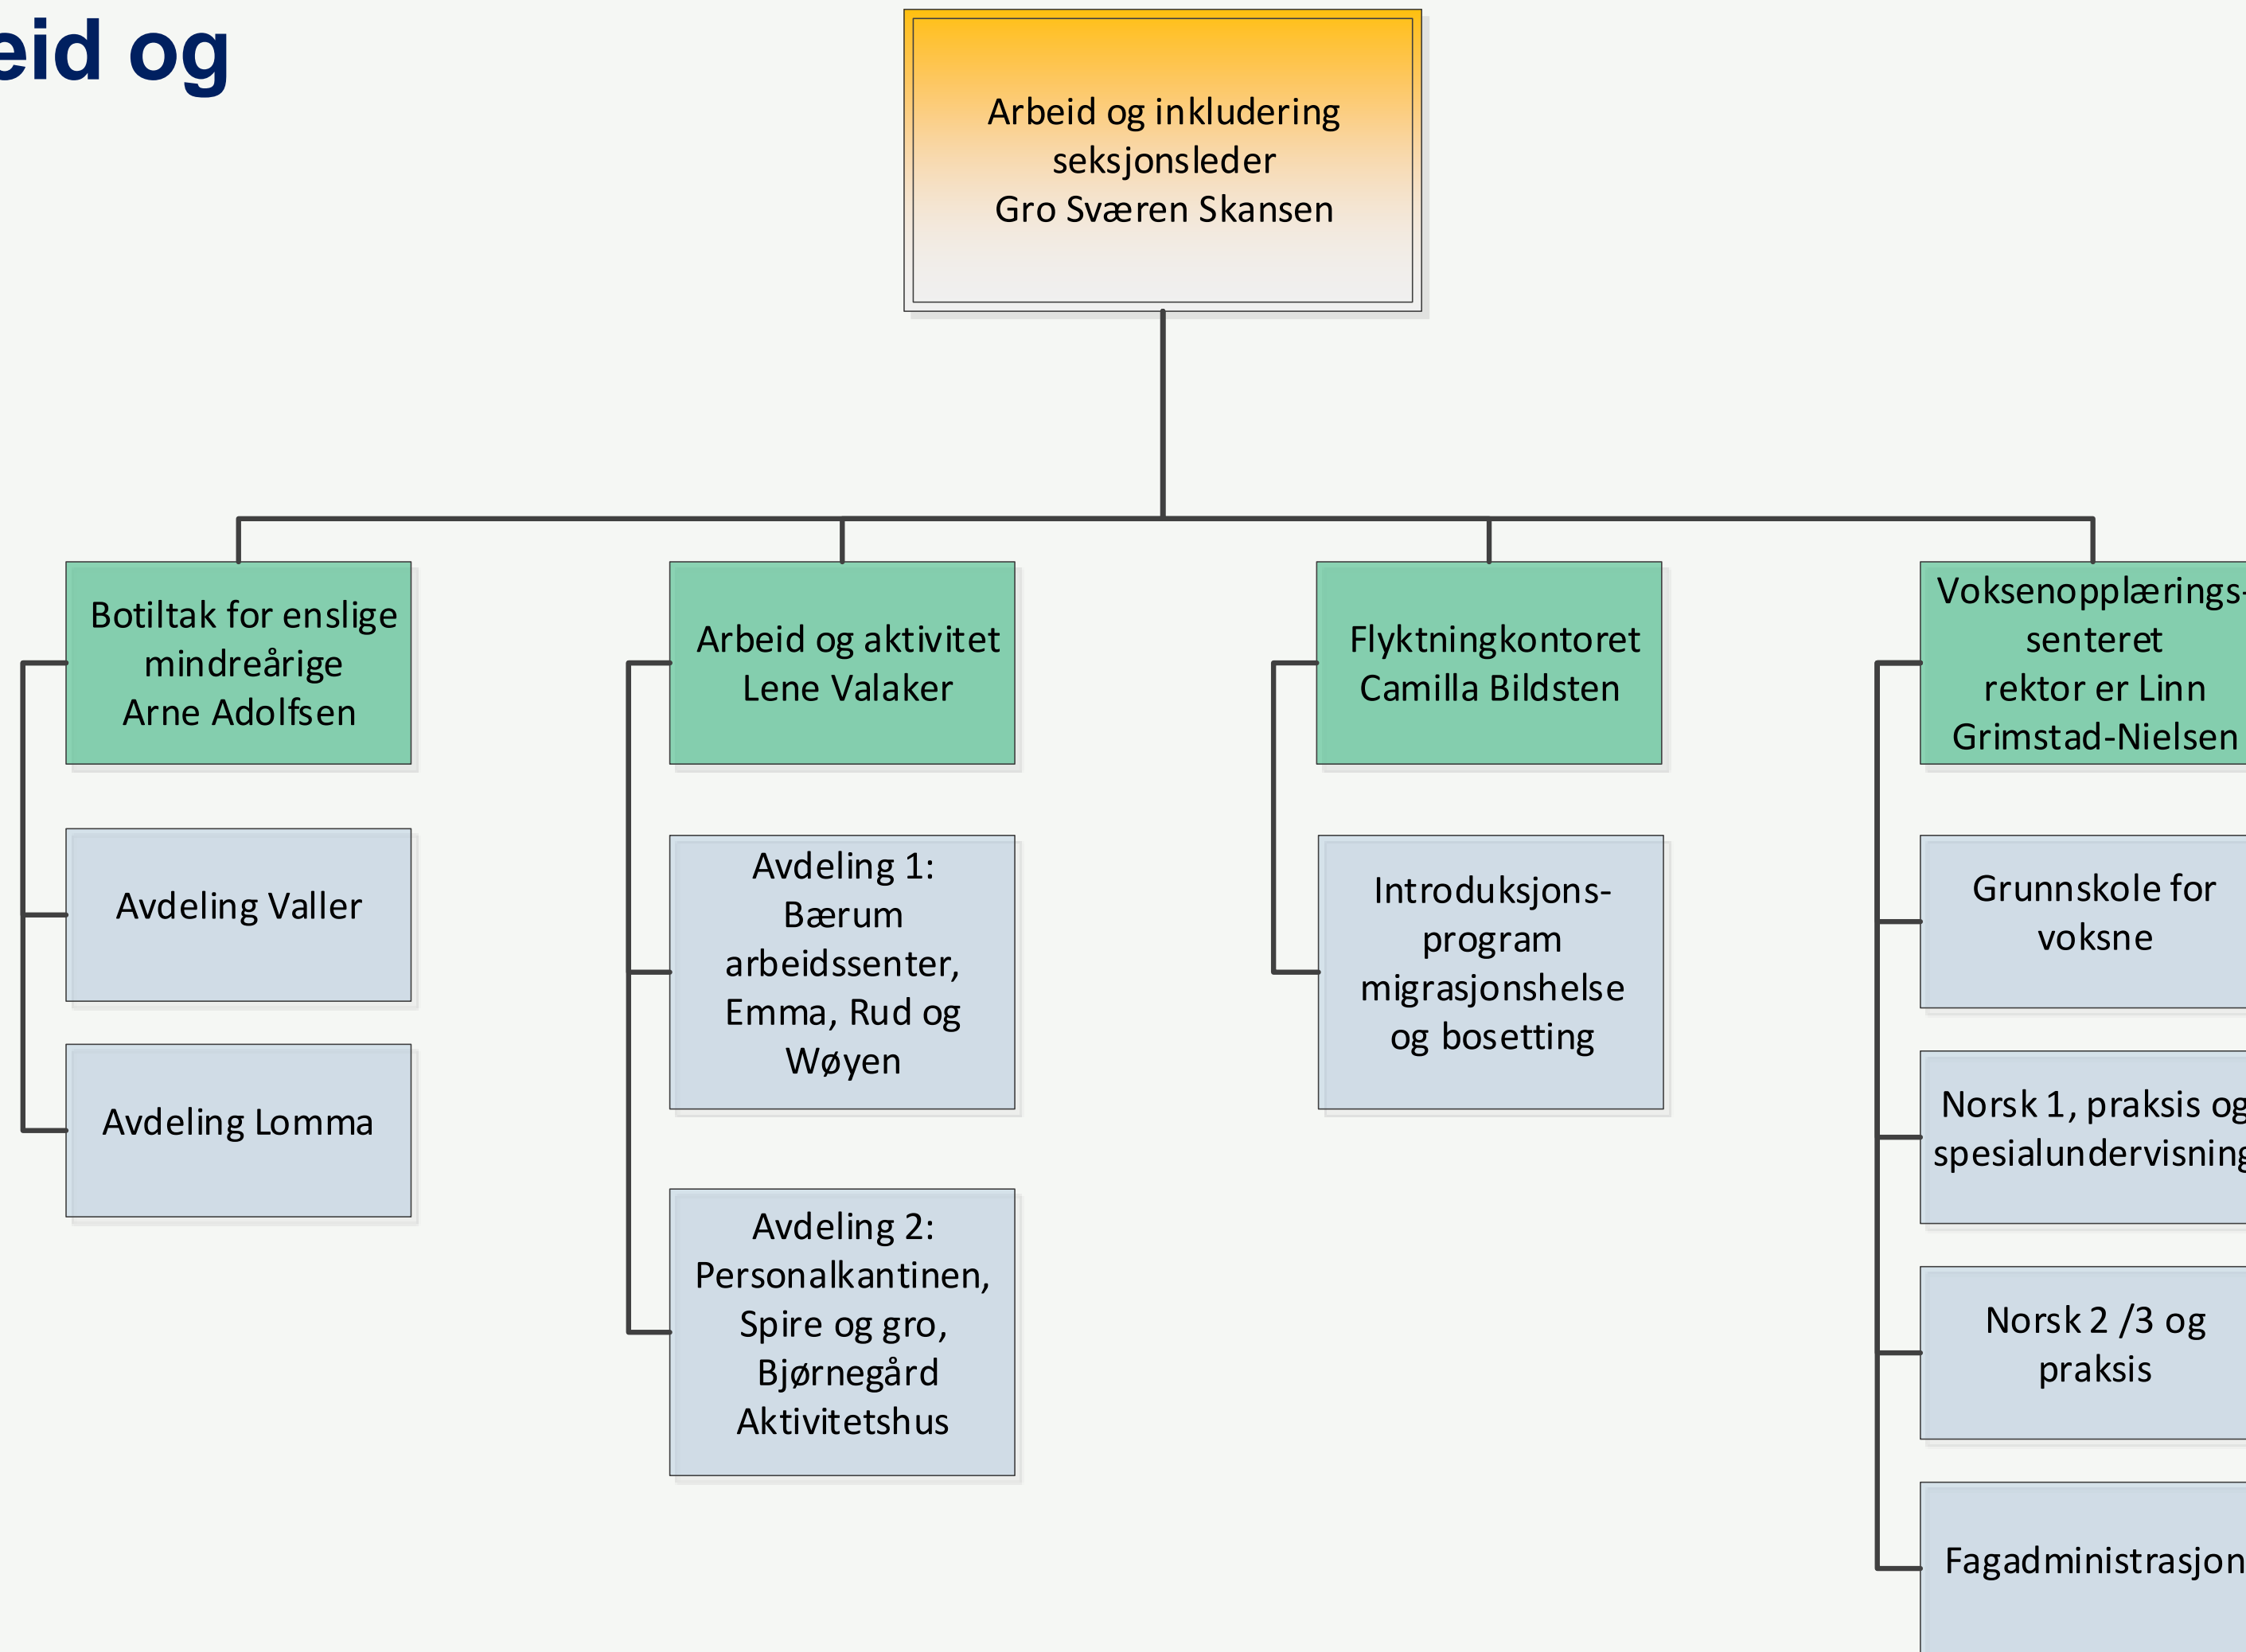 eid og
Arbeid og inkludering
seksjonsleder
Gro Sværen Skansen
Botiltak for enslige
mindreårige
Arne Adolfsen
Avdeling Valler
Avdeling Lomma
Arbeid og aktivitet
Lene Valaker
Avdeling 1:
Bærum
arbeidssenter,
Emma, Rud og
Wøyen
Avdeling 2:
Personalkantinen,
Spire og gro,
Bjørnegård
Aktivitetshus
Flyktningkontoret
Camilla Bildsten
Introduksjons-
program
migrasjonshelse
og bosetting
Voksenopplærings-
senteret
rektor er Linn
Grimstad-Nielsen
Grunnskole for
voksne
Norsk 1, praksis og
spesialundervisning
Norsk 2 /3 og
praksis
Fagadministrasjon